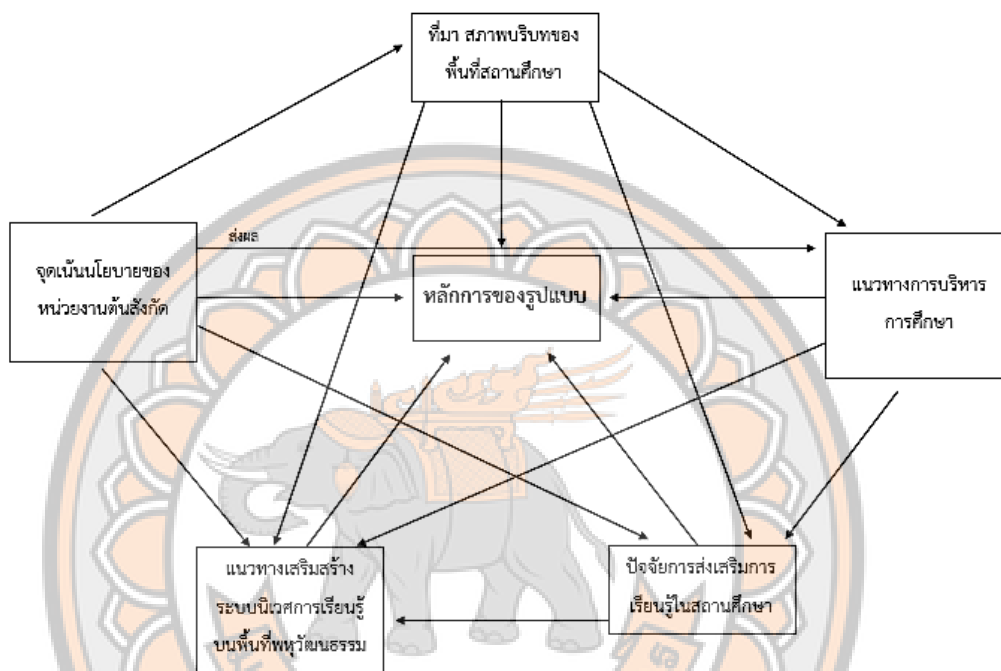 ที่มา สภาพบริบทของ
พื้นที่สถานศึกษา
ส่งผล
จุดเน้นนโยบายของ
หน่วยงานต้นสังกัด
หลักการของรูปแบบ
แนวทางการบริหาร
การศึกษา
แนวทางเสริมสร้าง
ระบบนิเวศการเรียนรู้
บนพื้นที่พหุวัฒนธรรม
ปัจจัยการส่งเสริมการ
เรียนรู้ในสถานศึกษา